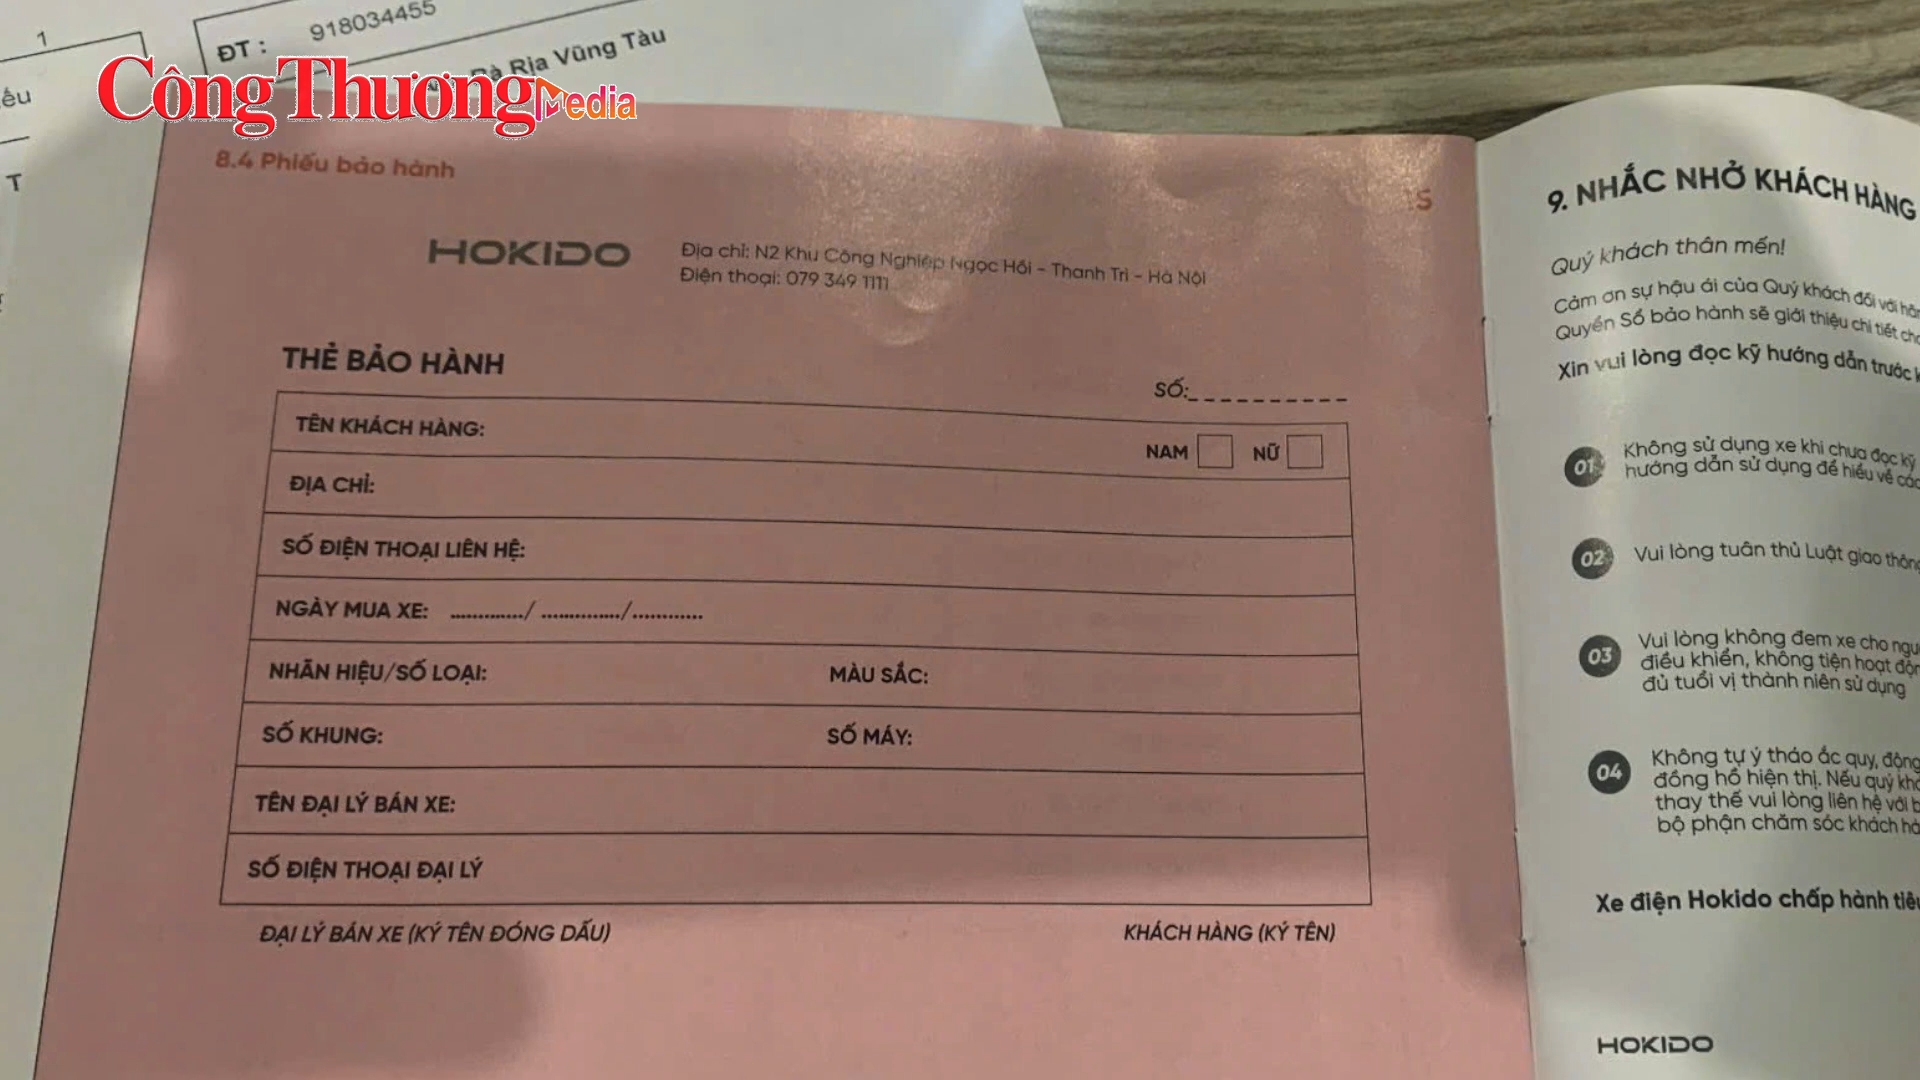 1
ĐT : 918034455
Bà Rịa Vũng Tàu
T
CôngThương Media
8.4 Phiếu bảo hành
15
HOKIDO
Địa chỉ: N2 Khu Công Nghiệp Ngọc Hồi - Thanh Trì - Hà Nội
Điện thoại: 079 349 1111
THẺ BẢO HÀNH
SỐ:
TÊN KHÁCH HÀNG:
NAM NỮ
ĐỊA CHỈ:
SỐ ĐIỆN THOẠI LIÊN HỆ:
NGÀY MUA XE: ............./ ............../............
NHÃN HIỆU/SỐ LOẠI: MÀU SẮC:
SỐ KHUNG: SỐ MÁY:
TÊN ĐẠI LÝ BÁN XE:
SỐ ĐIỆN THOẠI ĐẠI LÝ
ĐẠI LÝ BÁN XE (KÝ TÊN ĐÓNG DẤU) KHÁCH HÀNG (KÝ TÊN)
9. NHẮC NHỞ KHÁCH HÀNG
Quý khách thân mến!
Cảm ơn sự hậu ái của Quý khách đối với
Quyển Sổ bảo hành sẽ giới thiệu chi tiết
Xin vui lòng đọc kỹ hướng dẫn trước
01 Không sử dụng xe khi chưa đọc kỹ
hướng dẫn sử dụng để hiểu về
02 Vui lòng tuân thủ Luật giao thông
03 Vui lòng không đem xe cho
điều khiển, không tiện hoạt
đủ tuổi vị thành niên sử dụng
04 Không tự ý tháo ắc quy, động
đồng hồ hiện thị. Nếu quý
thay thế vui lòng liên hệ với
bộ phận chăm sóc khách
Xe điện Hokido chấp hành
HOKIDO